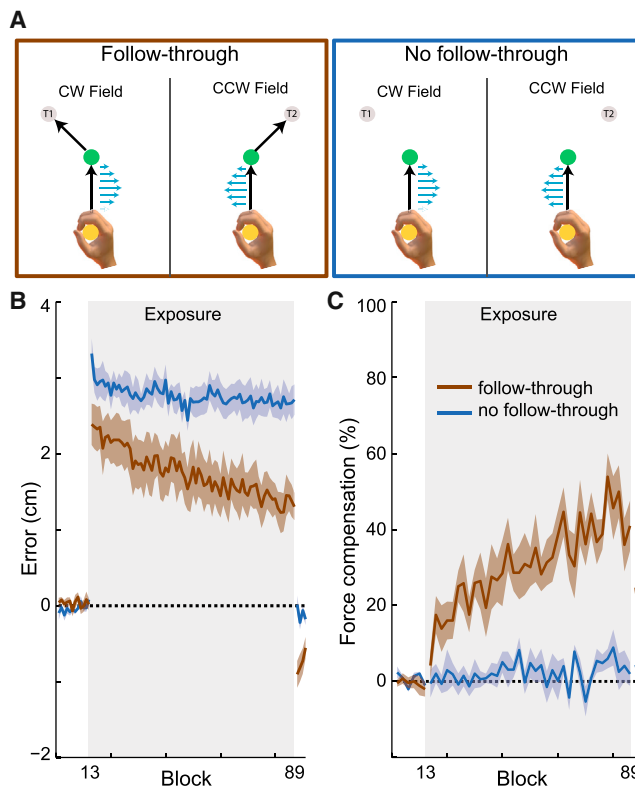 A
Follow-through
No follow-through
CW Field
CCW Field
CW Field
CCW Field
T1
T2
T1
T2
B
C
4
2
0
−2
Error (cm)
Exposure
13
89
Block
100
80
60
40
20
0
Force compensation (%)
Exposure
follow-through
no follow-through
13
89
Block